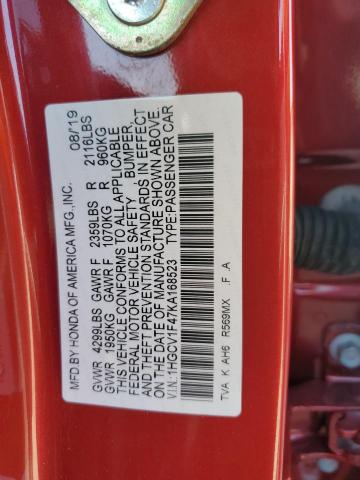 MFD.BY HONDA OF AMERICA MFG.,INC. 08/19
GVWR 4299LBS GAWR F 2359LBS R 2116LBS
GVWR 1950KG GAWR F 1070KG R 960KG
THIS VEHICLE CONFORMS TO ALL APPLICABLE
FEDERAL MOTOR VEHICLE SAFETY, BUMPER,
AND THEFT PREVENTION STANDARDS IN EFFECT
ON THE DATE OF MANUFACTURE SHOWN ABOVE.
V.I.N.:1HGCV1F47KA168523 TYPE:PASSENGER CAR
TVA K AH6 R569MX .F .A